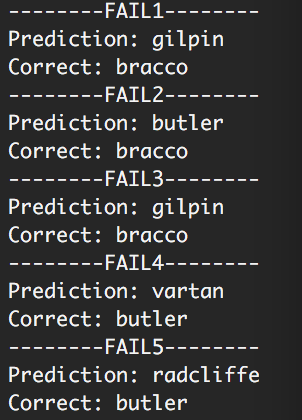 --------FAIL1--------
Prediction: gilpin
Correct: bracco
--------FAIL2--------
Prediction: butler
Correct: bracco
--------FAIL3--------
Prediction: gilpin
Correct: bracco
--------FAIL4--------
Prediction: vartan
Correct: butler
--------FAIL5--------
Prediction: radcliffe
Correct: butler